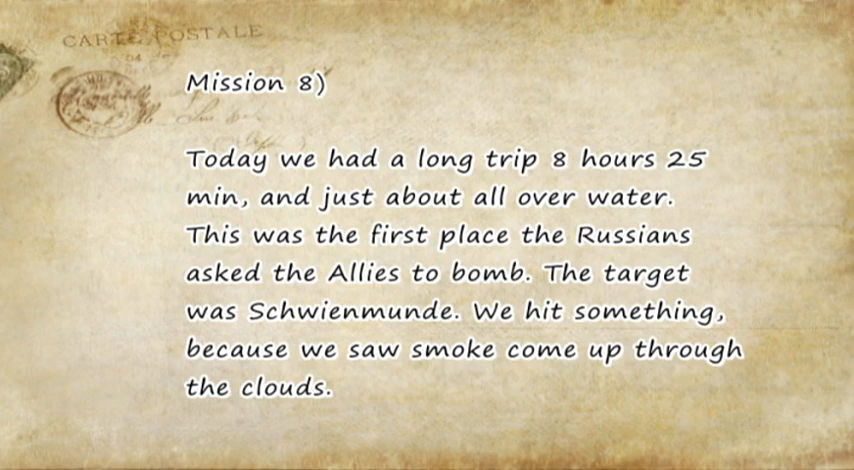 CARTE POSTALE
Mission 8)
Today we had a long trip 8 hours 25
min, and just about all over water.
This was the first place the Russians
asked the Allies to bomb. The target
was Schwienmunde. We hit something,
because we saw smoke come up through
the clouds.